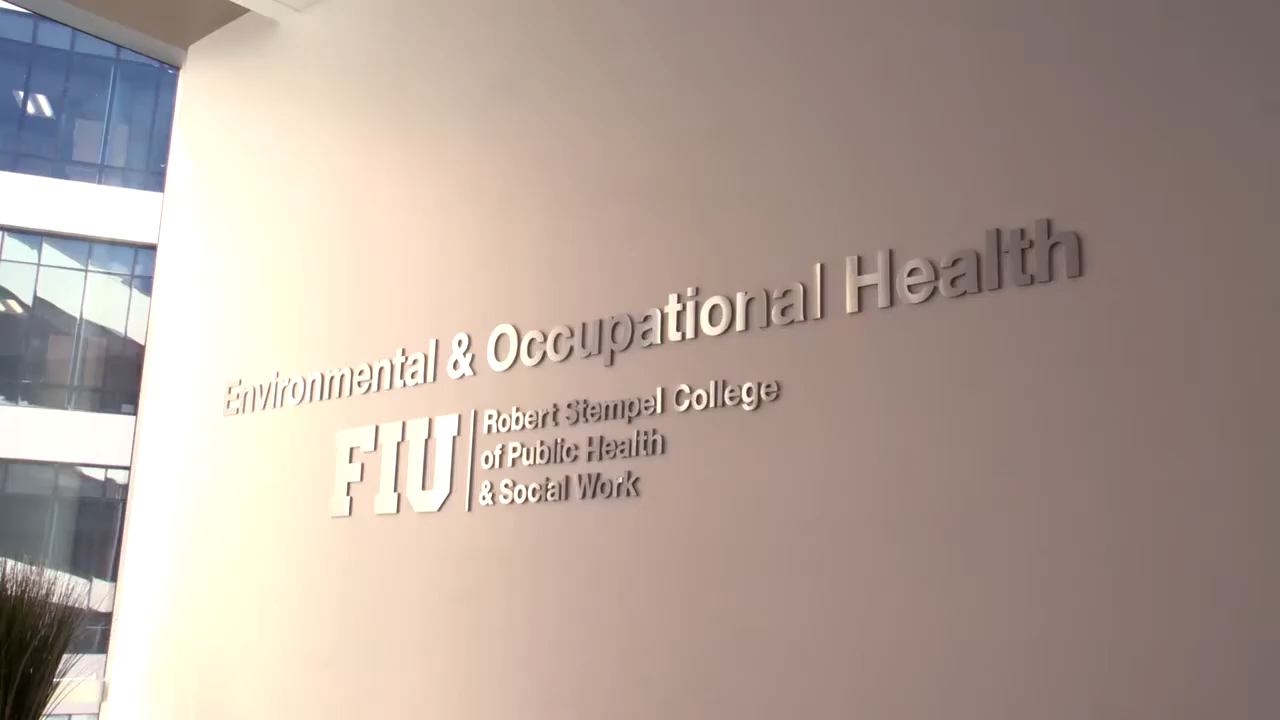 Environmental & Occupational Health
FIU
Robert Stempel College
of Public Health
& Social Work